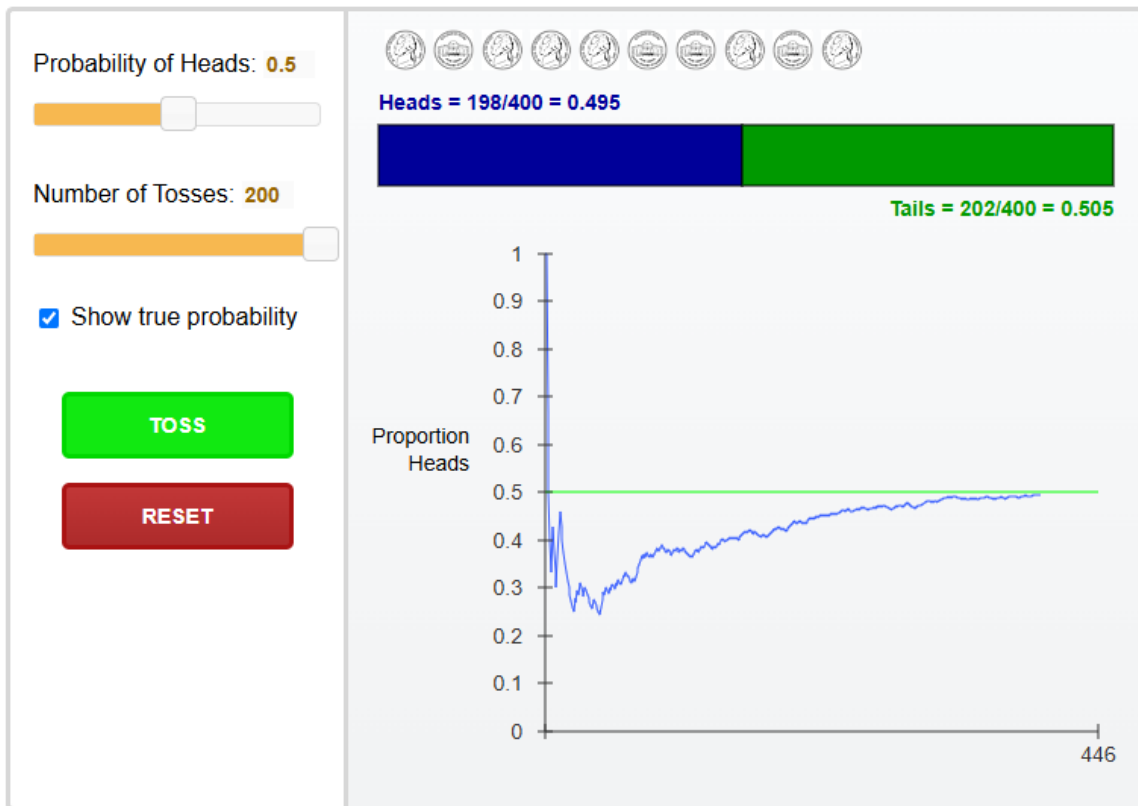 Probability of Heads: 0.5
Number of Tosses: 200
Show true probability
TOSS
RESET
Heads = 198/400 = 0.495
Tails = 202/400 = 0.505
1
0.9
0.8
0.7
0.6
0.5
0.4
0.3
0.2
0.1
0
Proportion
Heads
446